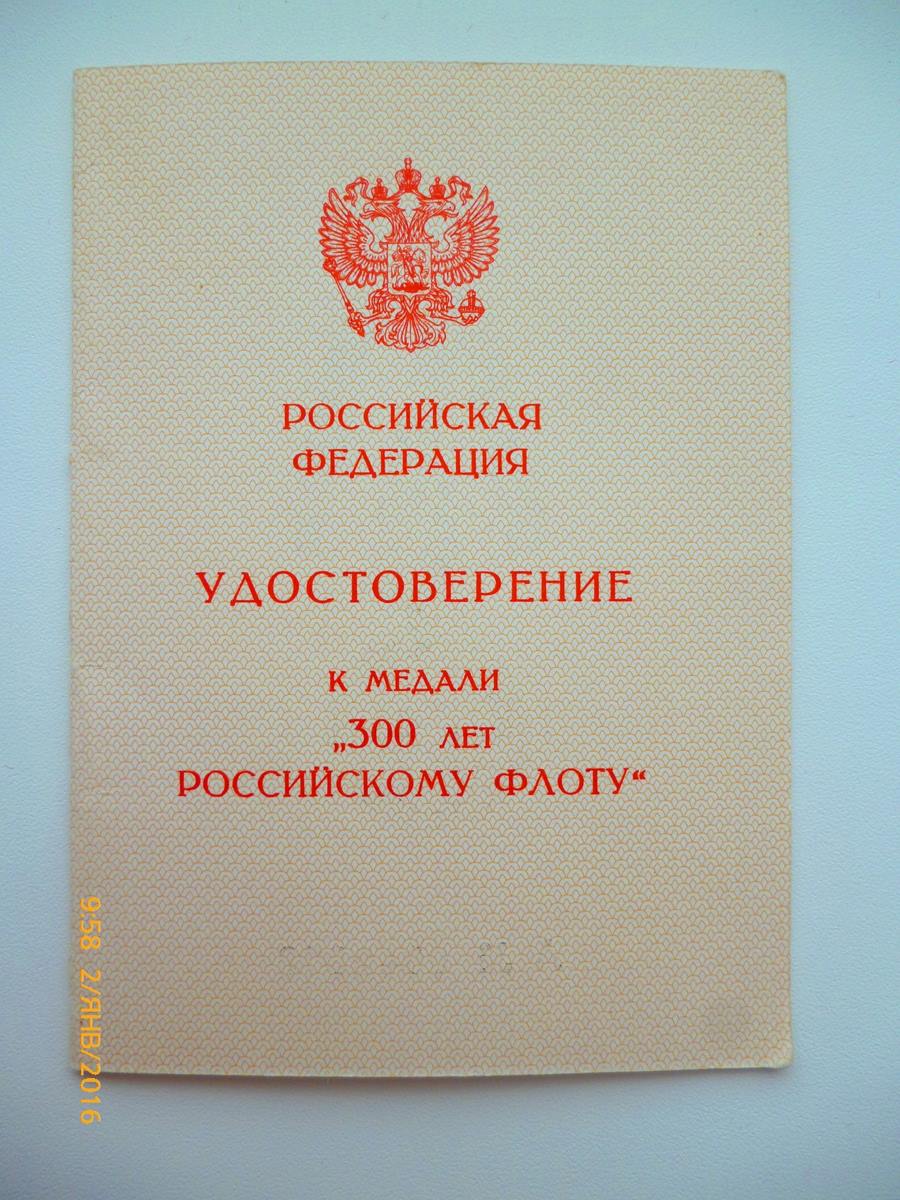 РОССИЙСКАЯ
ФЕДЕРАЦИЯ
УДОСТОВЕРЕНИЕ
К МЕДАЛИ
„300 ЛЕТ
РОССИЙСКОМУ ФЛОТУ“
9:58 2/ЯНВ/2016